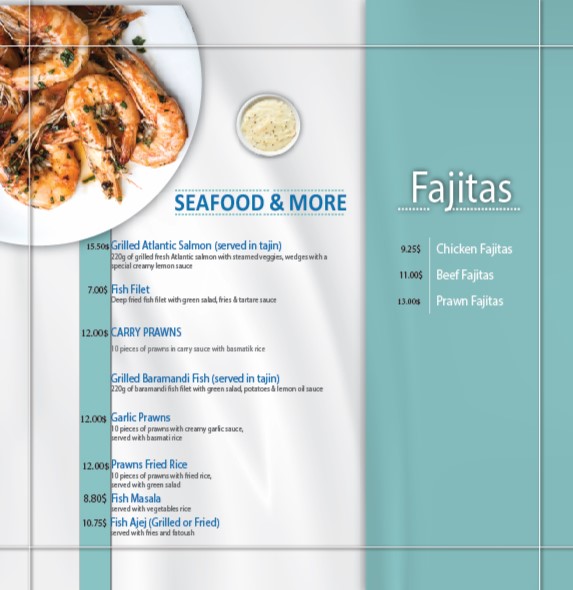 SEAFOOD & MORE
15.50$ Grilled Atlantic Salmon (served in tajin)
220g of grilled fresh Atlantic salmon with steamed veggies, wedges with a
special creamy lemon sauce
7.00$ Fish Filet
Deep fried fish filet with green salad, fries & tartare sauce
12.00$ CARRY PRAWNS
10 pieces of prawns in carry sauce with basmatik rice
Grilled Baramandi Fish (served in tajin)
220g of baramandi fish filet with green salad, potatoes & lemon oil sauce
12.00$ Garlic Prawns
10 pieces of prawns with creamy garlic sauce,
served with basmati rice
12.00$ Prawns Fried Rice
10 pieces of prawns with fried rice,
served with green salad
8.80$ Fish Masala
served with vegetables rice
10.75$ Fish Ajej (Grilled or Fried)
served with fries and fatoush
Fajitas
9.25$ Chicken Fajitas
11.00$ Beef Fajitas
13.00$ Prawn Fajitas